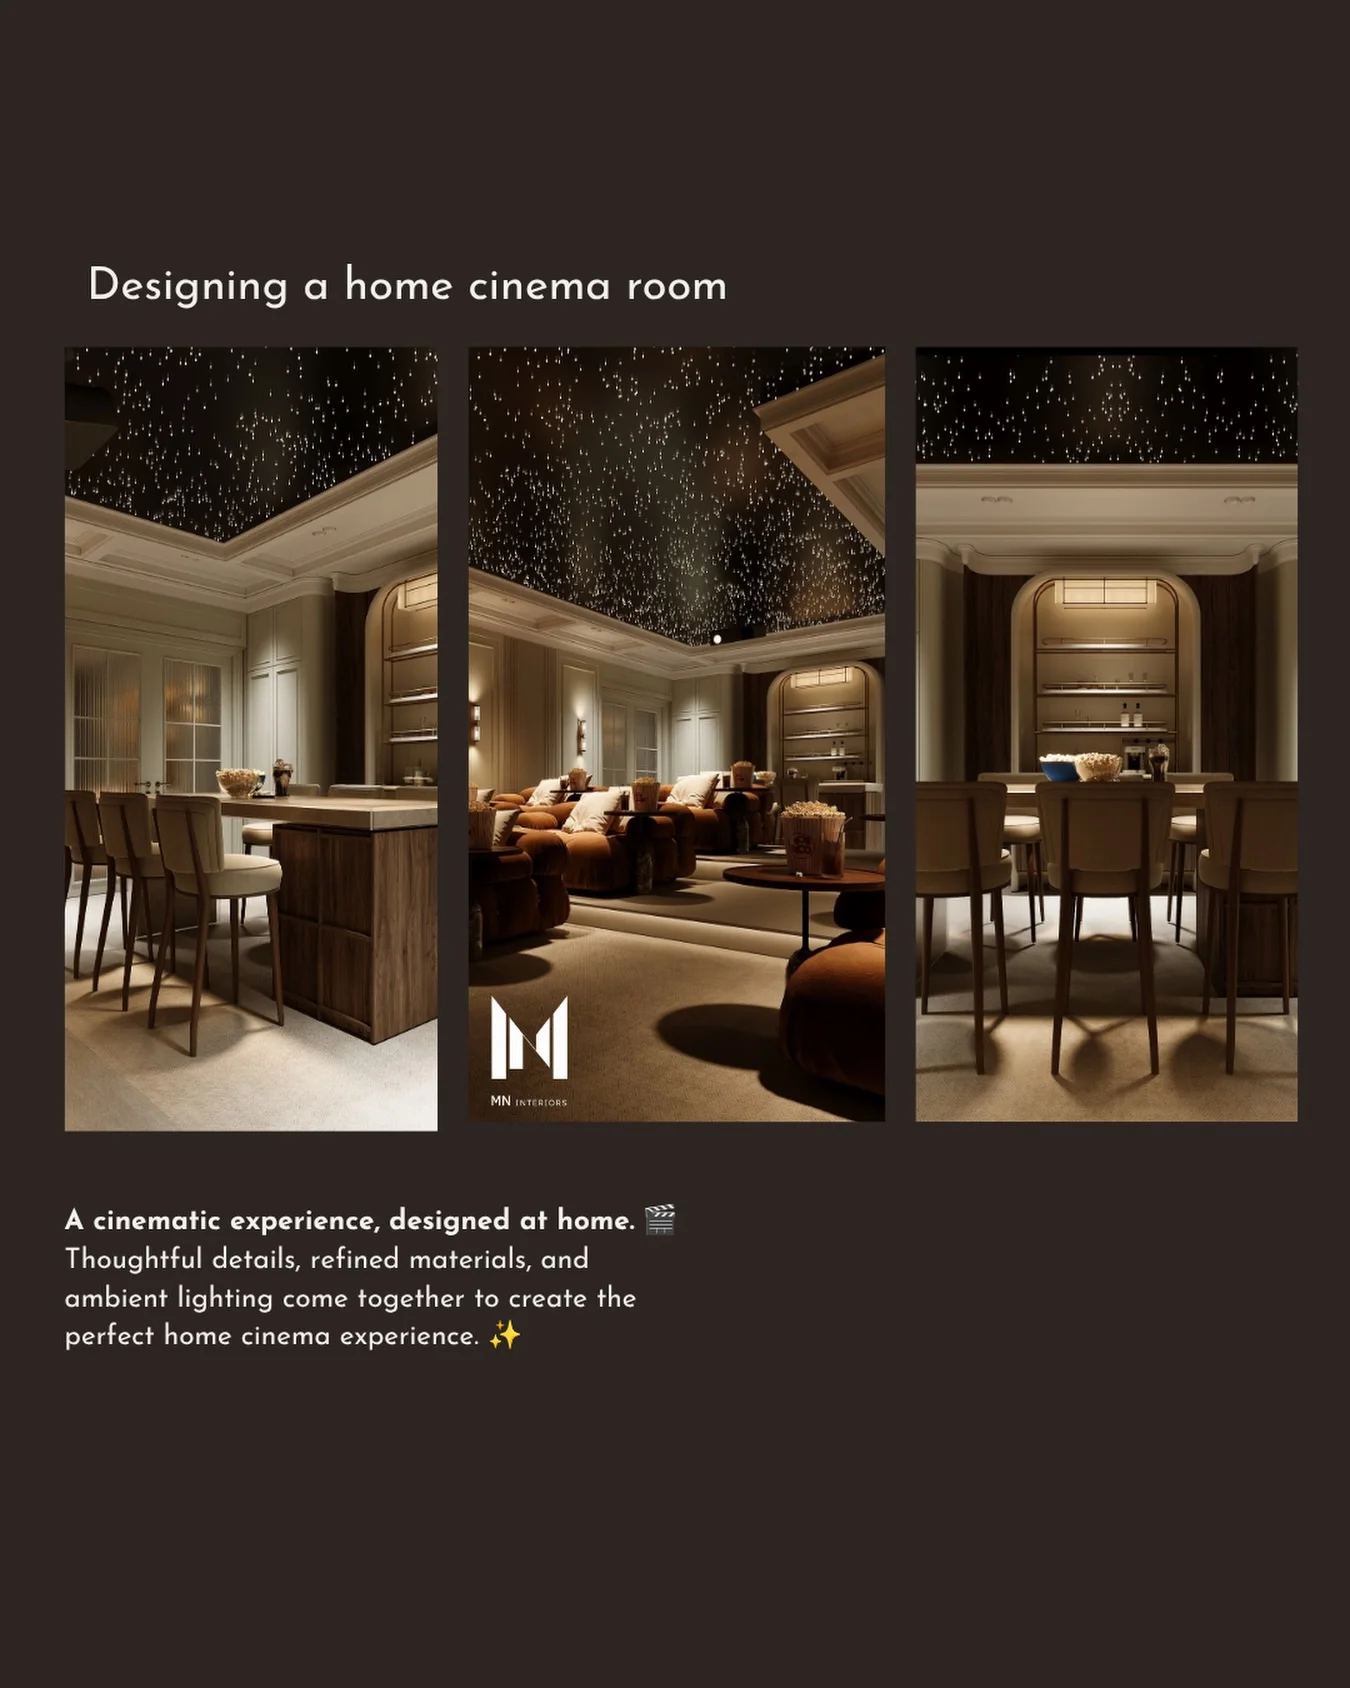 Designing a home cinema room
MN INTERIORS
A cinematic experience, designed at home. 🎬
Thoughtful details, refined materials, and
ambient lighting come together to create the
perfect home cinema experience. ✨